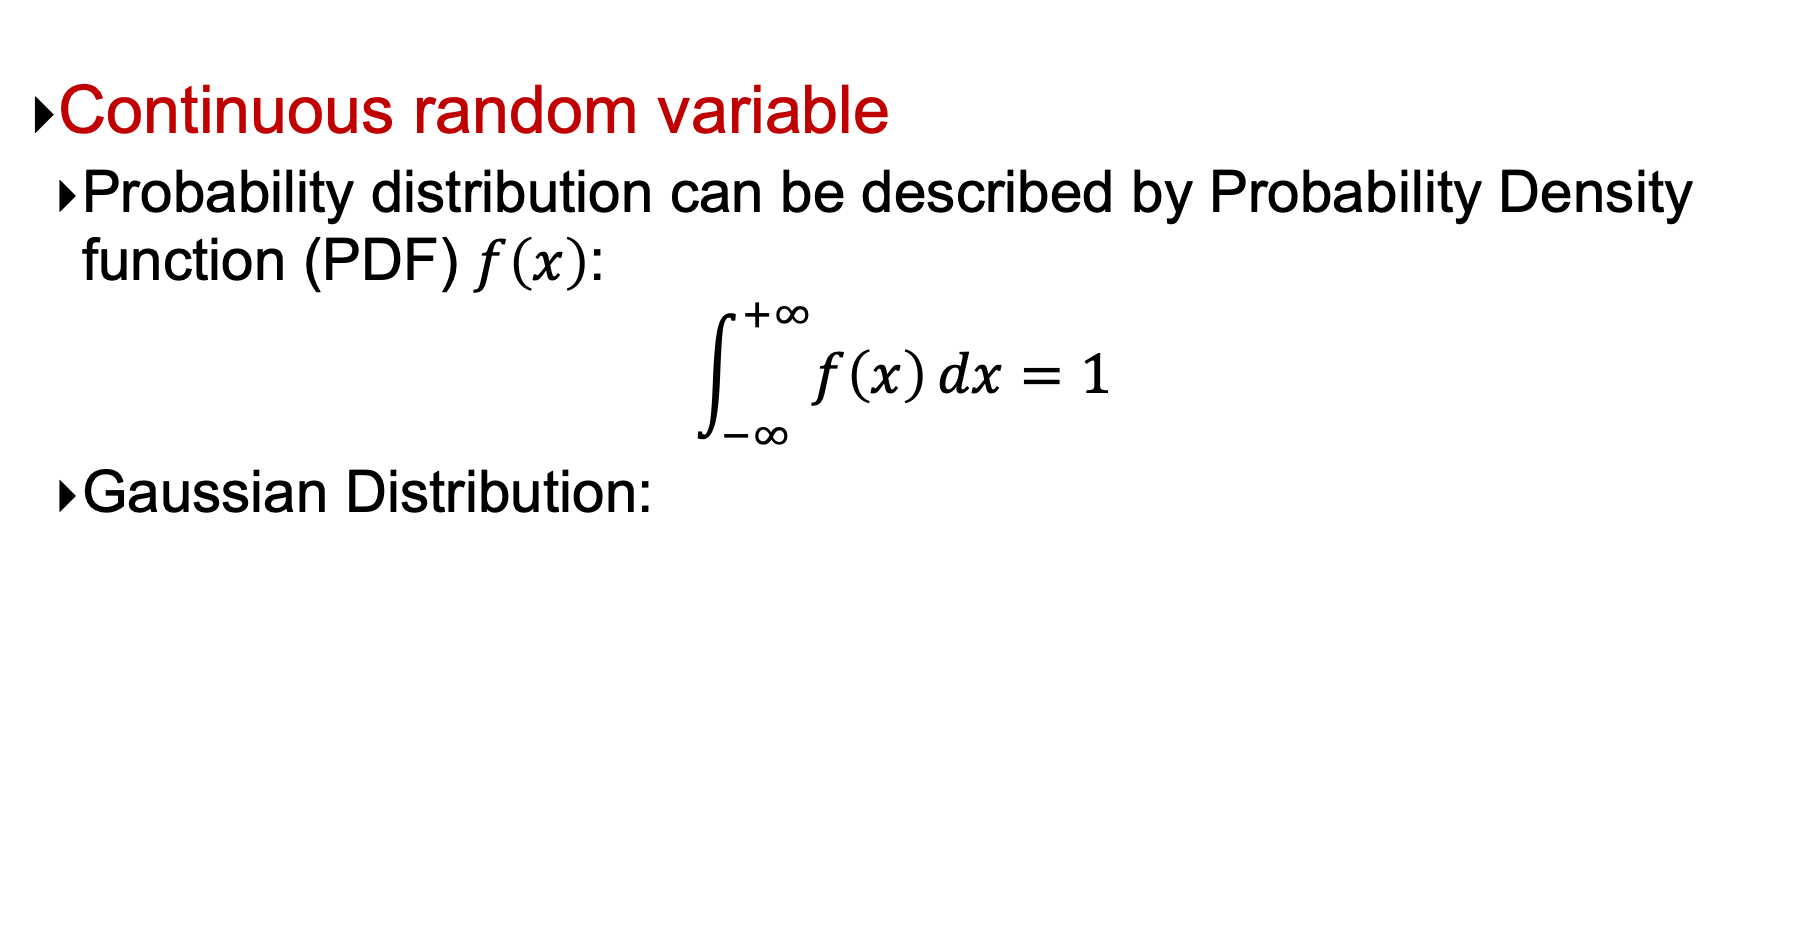 Continuous random variable
Probability distribution can be described by Probability Density
function (PDF) f(x):
∫_{-∞}^{+∞} f(x) dx = 1
Gaussian Distribution: